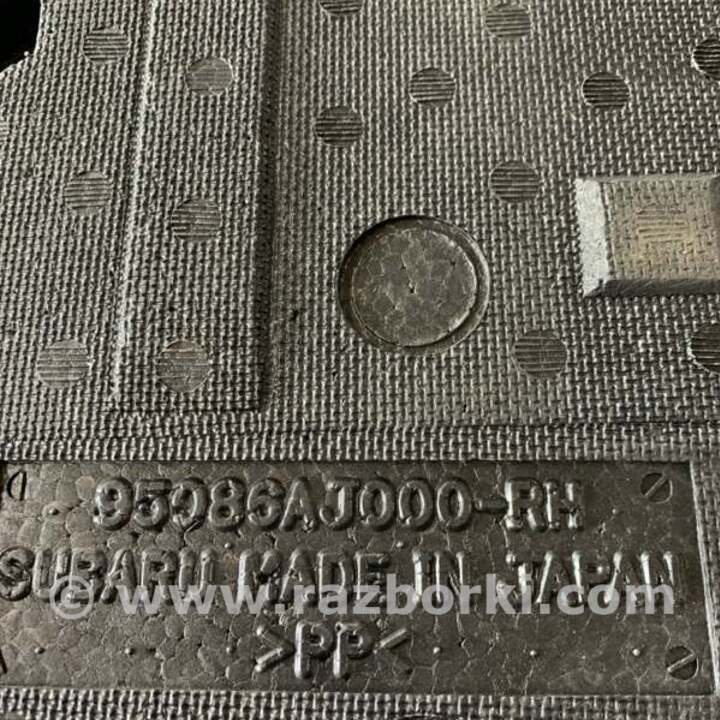 95086AJ000-RH
SUBARU MADE IN JAPAN
© www.razborki.com
>PP<